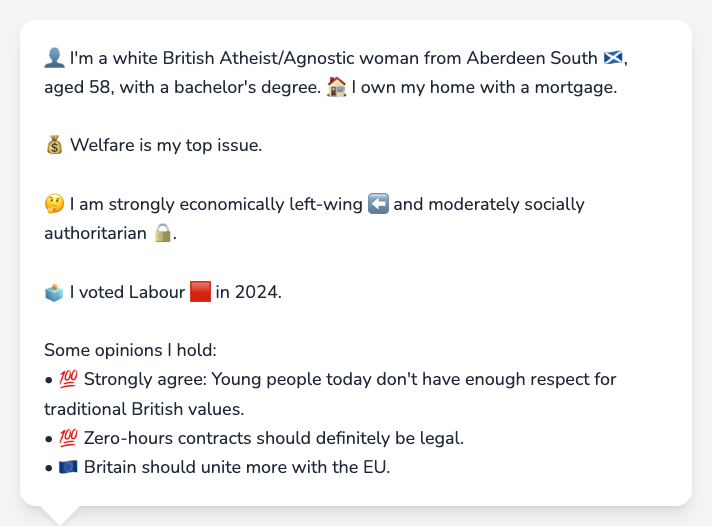 👤 I'm a white British Atheist/Agnostic woman from Aberdeen South 🏴󠁧󠁢󠁳󠁣󠁴󠁿,
aged 58, with a bachelor's degree. 🏠 I own my home with a mortgage.
💰 Welfare is my top issue.
🤔 I am strongly economically left-wing ⬅️ and moderately socially
authoritarian 🔒.
🗳️ I voted Labour 🟥 in 2024.
Some opinions I hold:
• 💯 Strongly agree: Young people today don't have enough respect for
traditional British values.
• 💯 Zero-hours contracts should definitely be legal.
• 🇪🇺 Britain should unite more with the EU.